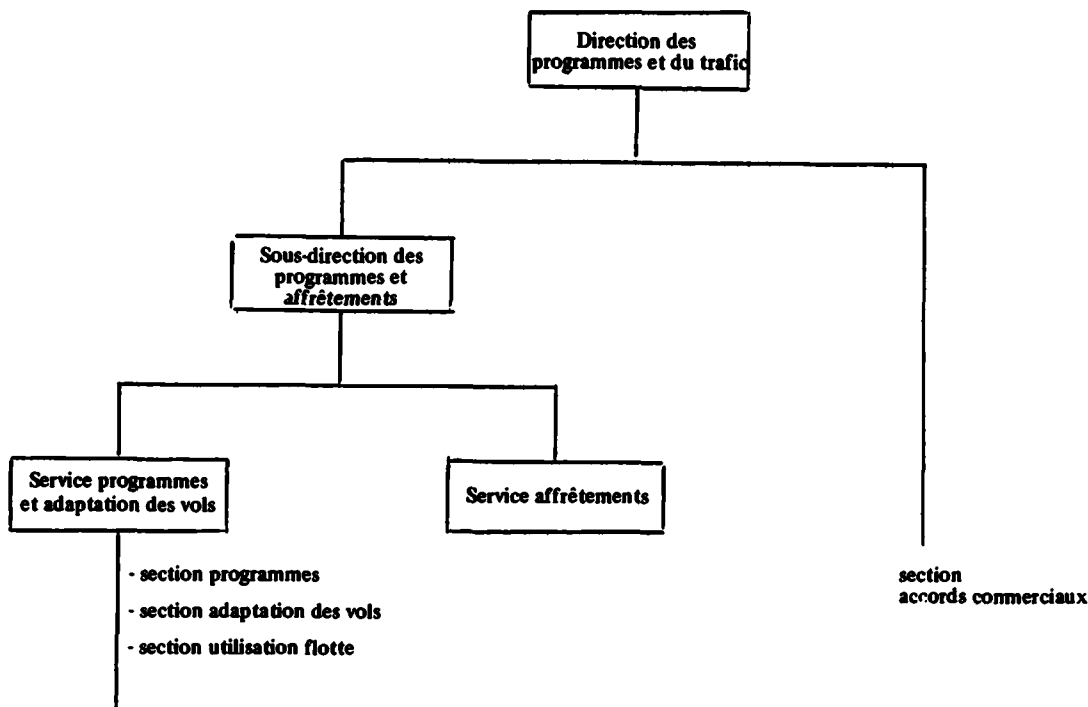 Direction des
programmes et du trafic
Sous-direction des
programmes et
affrêtements
Service programmes
et adaptation des vols
Service affrêtements
- section programmes
- section adaptation des vols
- section utilisation flotte
section
accords commerciaux